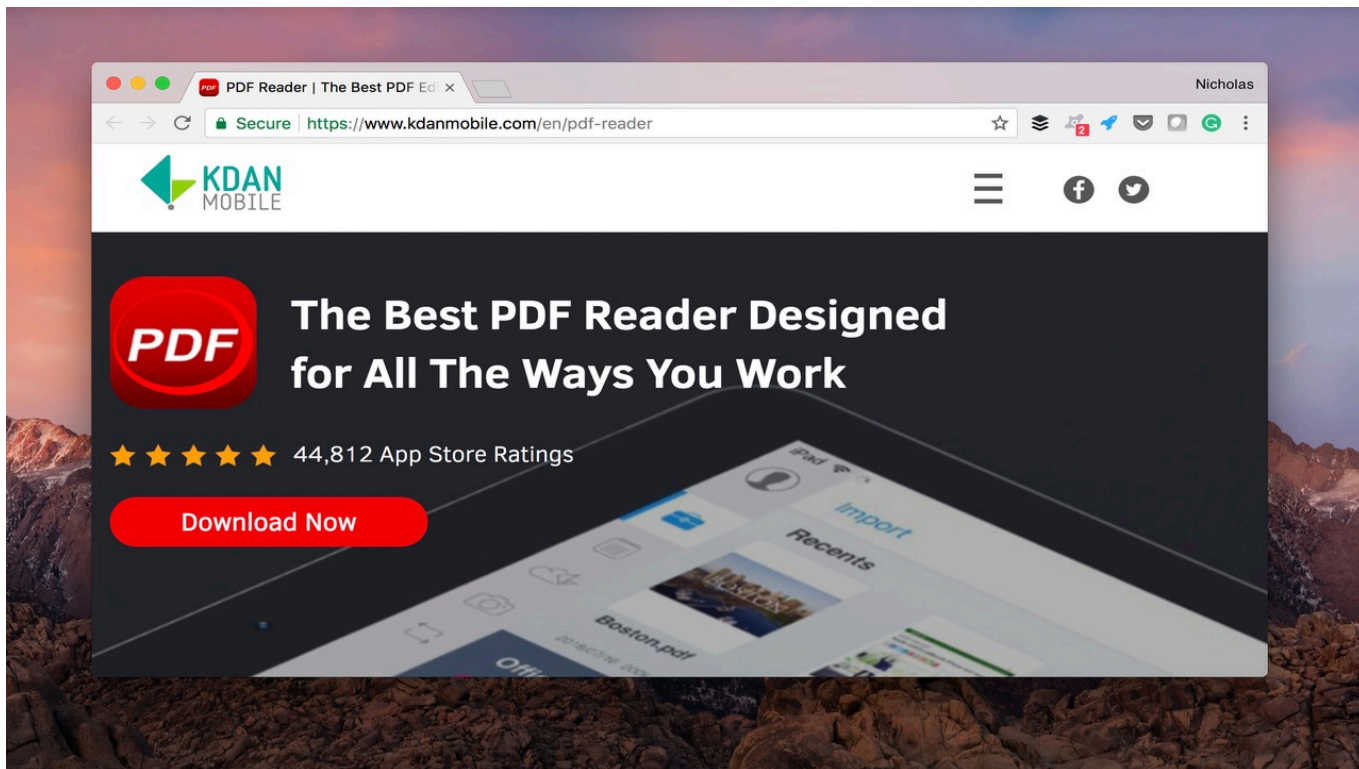 PDF Reader | The Best PDF Ed
Nicholas
Secure
https://www.kdanmobile.com/en/pdf-reader
2
KDAN
MOBILE
PDF
The Best PDF Reader Designed
for All The Ways You Work
44,812 App Store Ratings
Download Now
iPad
Import
Recents
Boston.pdf